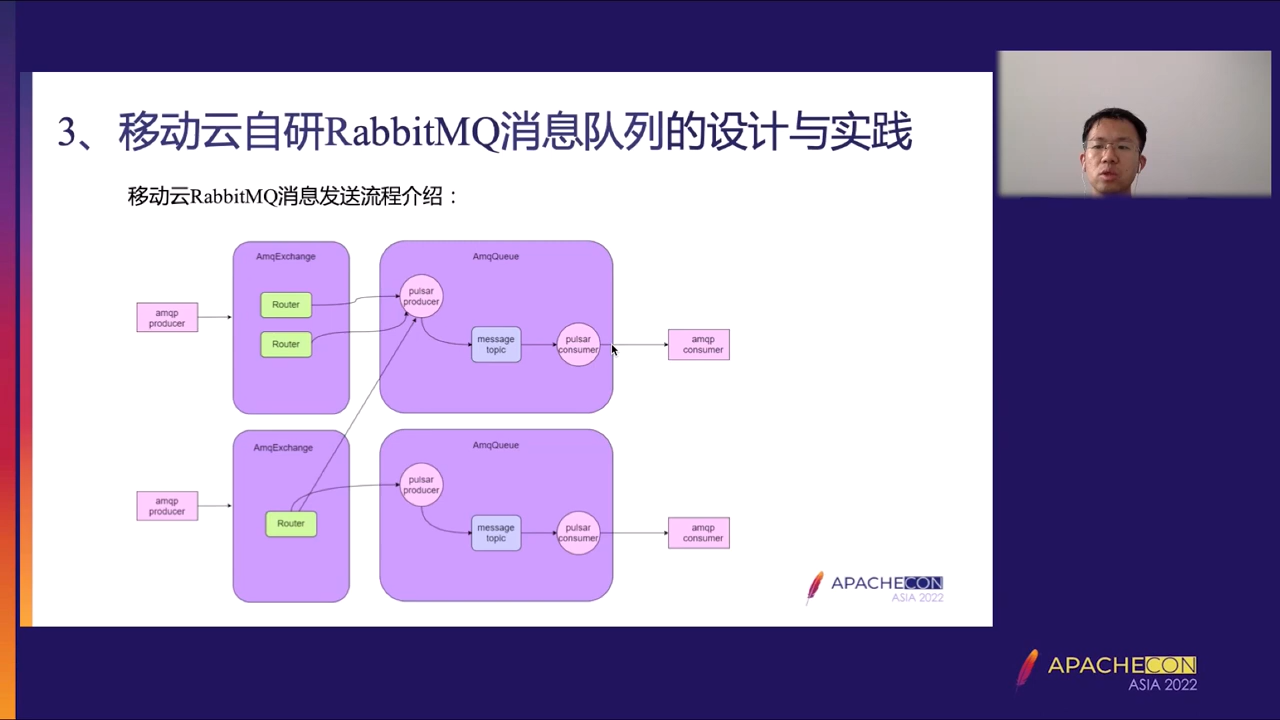 3、移动云自研RabbitMQ消息队列的设计与实践
移动云RabbitMQ消息发送流程介绍：
AmqExchange
AmqQueue
Router
Router
pulsar
producer
amqp
producer
message
topic
pulsar
consumer
amqp
consumer
AmqExchange
AmqQueue
pulsar
producer
amqp
producer
Router
message
topic
pulsar
consumer
amqp
consumer
APACHECON
ASIA 2022
APACHECON
ASIA 2022